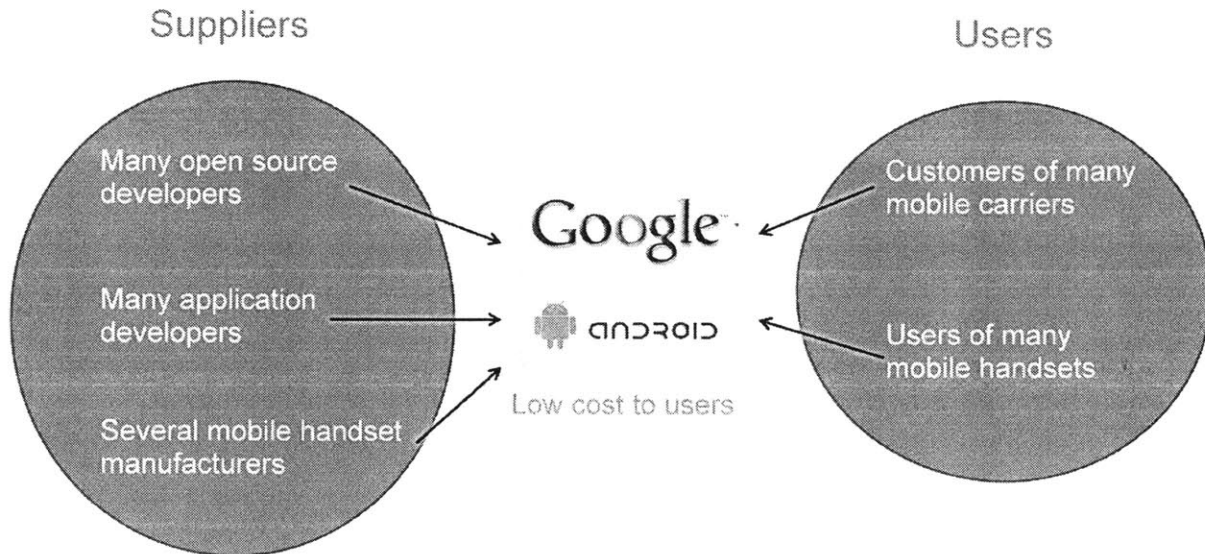 Suppliers
Users
Many open source
developers
Many application
developers
Several mobile handset
manufacturers
Google™
ANDROID
Low cost to users
Customers of many
mobile carriers
Users of many
mobile handsets